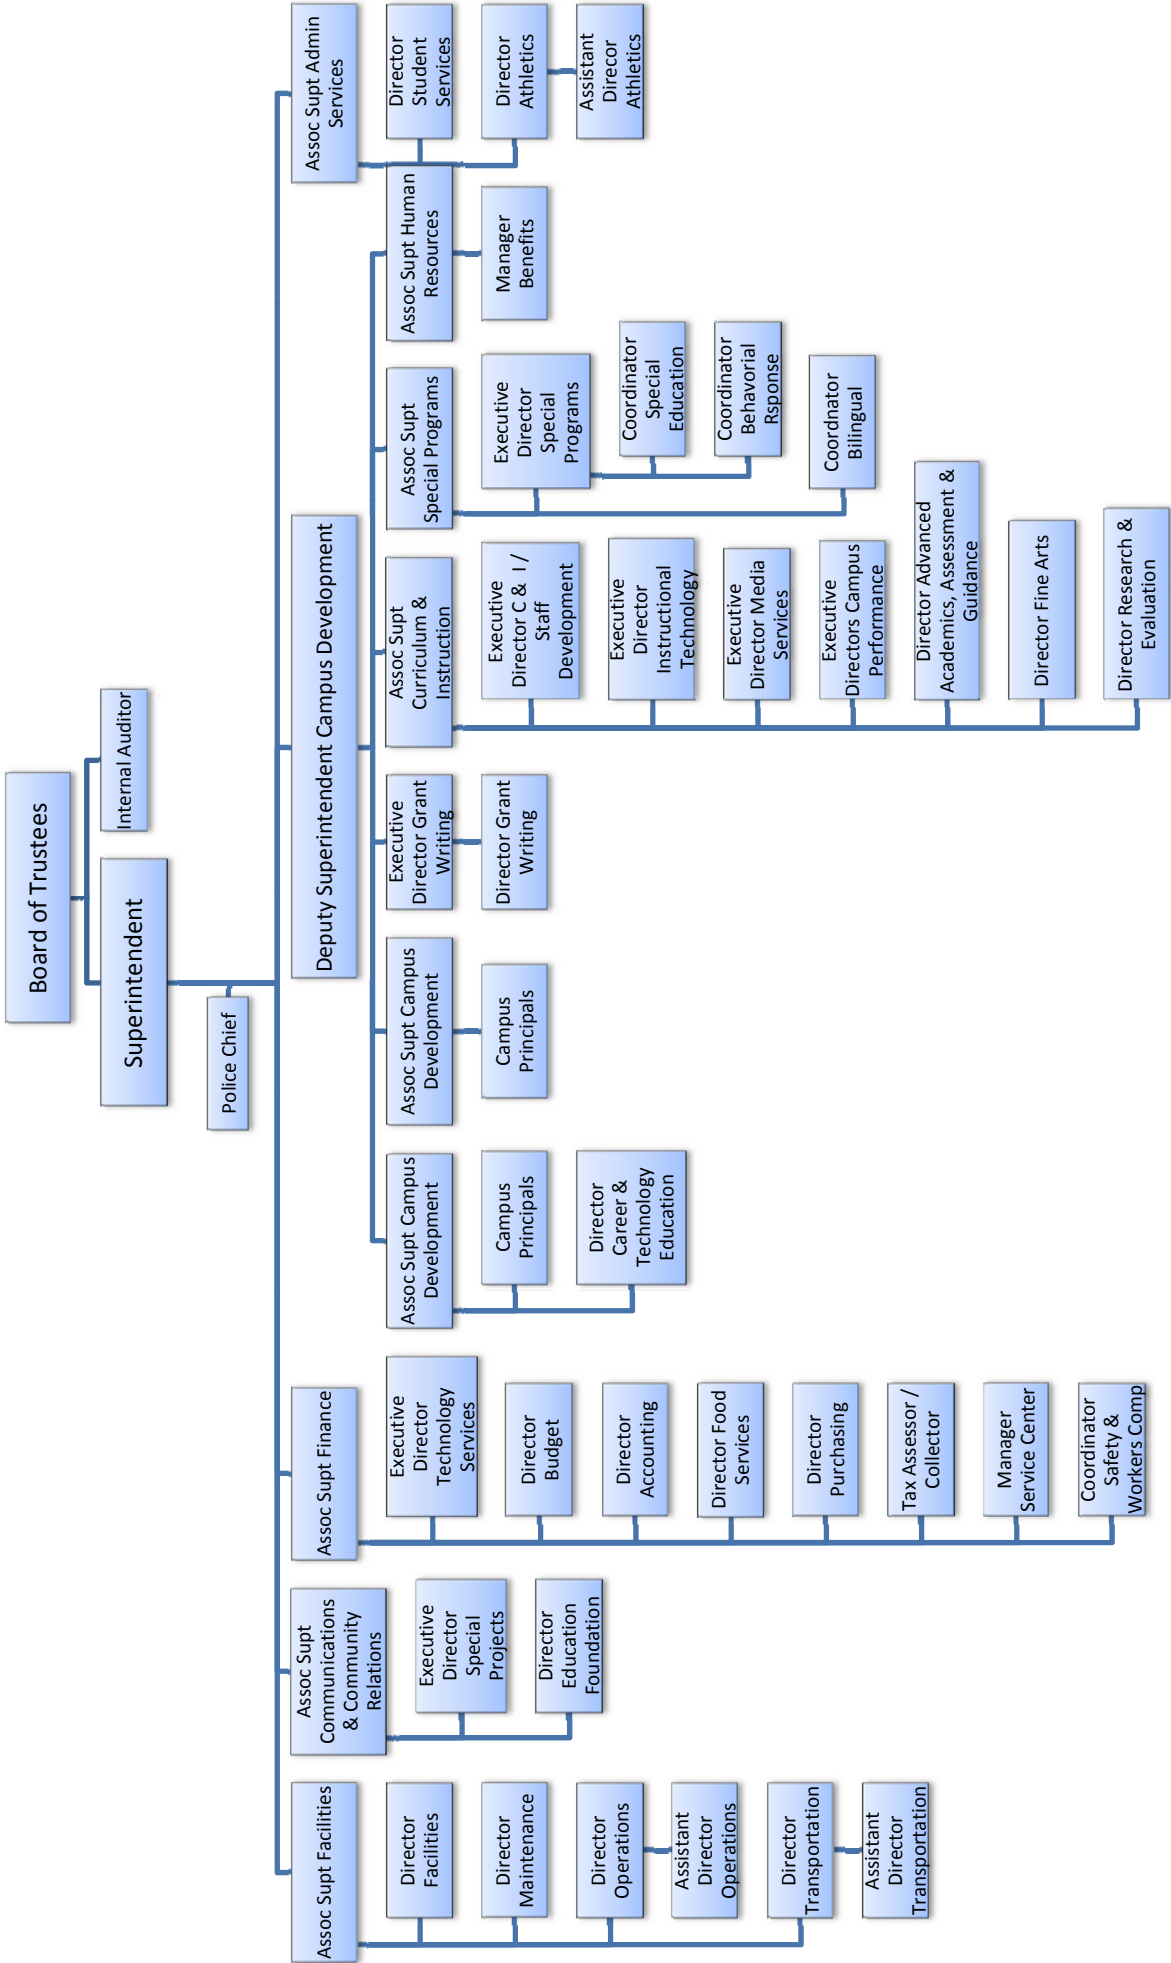 Board of Trustees
Superintendent
Internal Auditor
Police Chief
Assoc Supt Facilities
Director
Facilities
Director
Maintenance
Director
Operations
Assistant
Director
Operations
Director
Transportation
Assistant
Director
Transportation
Assoc Supt
Communications
& Community
Relations
Executive
Director
Special
Projects
Director
Education
Foundation
Assoc Supt Finance
Executive
Director
Technology
Services
Director
Budget
Director
Accounting
Director Food
Services
Director
Purchasing
Tax Assessor /
Collector
Manager
Service Center
Coordinator
Safety &
Workers Comp
Deputy Superintendent Campus Development
Assoc Supt Campus
Development
Campus
Principals
Director
Career &
Technology
Education
Assoc Supt Campus
Development
Campus
Principals
Executive
Director Grant
Writing
Director Grant
Writing
Assoc Supt
Curriculum &
Instruction
Executive
Director C & I /
Staff
Development
Executive
Director
Instructional
Technology
Executive
Director Media
Services
Executive
Directors Campus
Performance
Director Advanced
Academics, Assessment &
Guidance
Director Fine Arts
Director Research &
Evaluation
Assoc Supt
Special Programs
Executive
Director
Special
Programs
Coordinator
Special
Education
Coordinator
Behavorial
Rsponse
Coordnator
Bilingual
Assoc Supt Human
Resources
Manager
Benefits
Assoc Supt Admin
Services
Director
Student
Services
Director
Athletics
Assistant
Direcor
Athletics